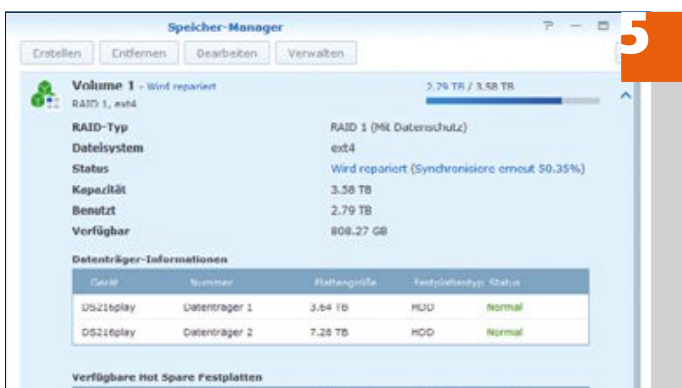 Speicher-Manager
5
Erstellen Entfernen Bearbeiten Verwalten
Volume 1 - Wird repariert 2.79 TB / 3.58 TB
RAID 1, ext4
RAID-Typ RAID 1 (Mit Datenschutz)
Dateisystem ext4
Status Wird repariert (Synchronisiere erneut 50.35%)
Kapazität 3.58 TB
Benutzt 2.79 TB
Verfügbar 808.27 GB
Datenträger-Informationen
Gerät Nummer Plattengröße Festplattentyp Status
DS216play Datenträger 1 3.64 TB HDD Normal
DS216play Datenträger 2 7.28 TB HDD Normal
Verfügbare Hot Spare Festplatten